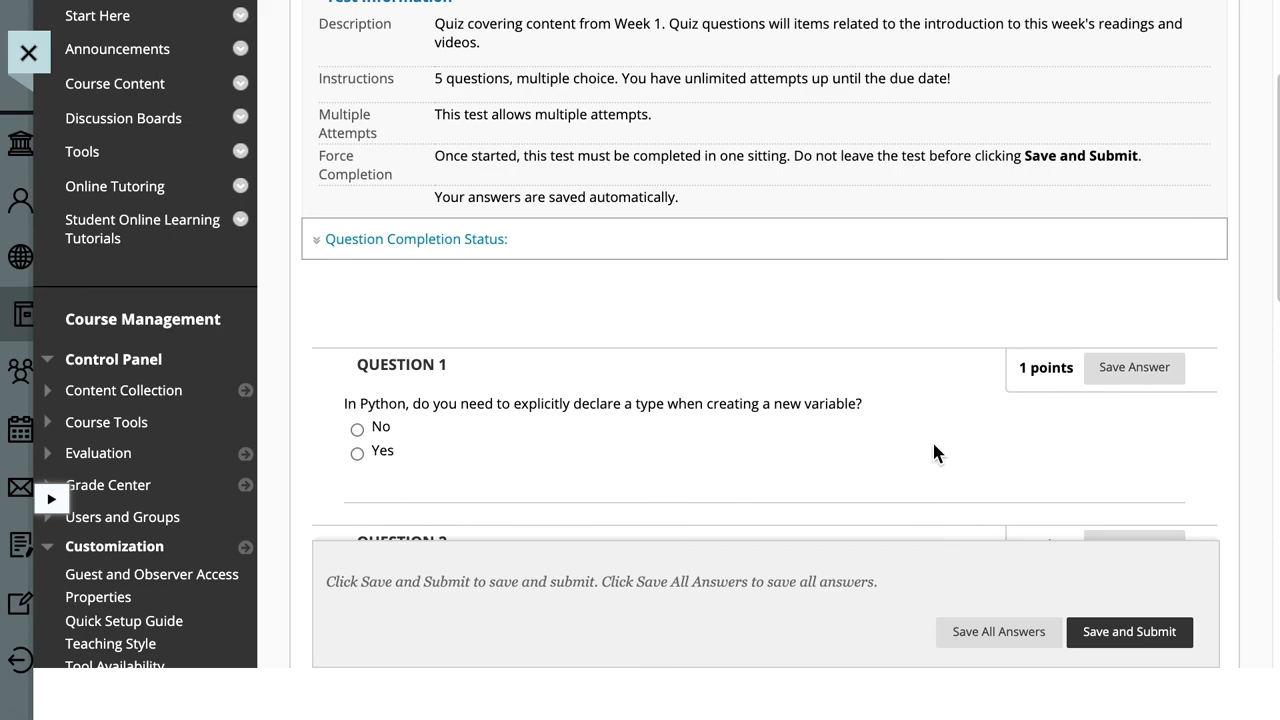 Start Here
Announcements
Course Content
Discussion Boards
Tools
Online Tutoring
Student Online Learning
Tutorials
Course Management
Control Panel
Content Collection
Course Tools
Evaluation
Grade Center
Users and Groups
Customization
Guest and Observer Access
Properties
Quick Setup Guide
Teaching Style
Tool Availability
Test Information
Description
Quiz covering content from Week 1. Quiz questions will items related to the introduction to this week's readings and
videos.
Instructions
5 questions, multiple choice. You have unlimited attempts up until the due date!
Multiple
Attempts
This test allows multiple attempts.
Force
Completion
Once started, this test must be completed in one sitting. Do not leave the test before clicking Save and Submit.
Your answers are saved automatically.
Question Completion Status:
QUESTION 1
1 points
Save Answer
In Python, do you need to explicitly declare a type when creating a new variable?
No
Yes
QUESTION 2
Click Save and Submit to save and submit. Click Save All Answers to save all answers.
Save All Answers
Save and Submit